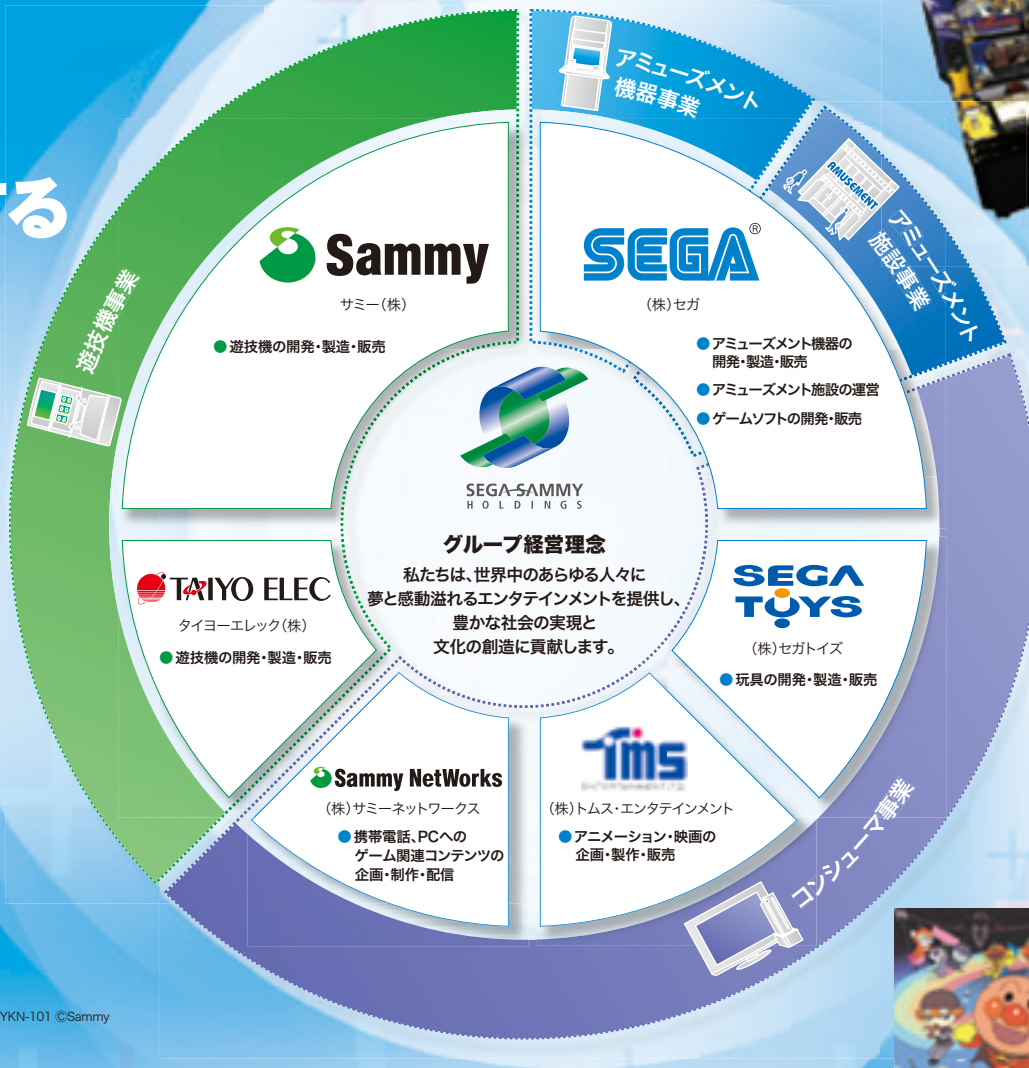 る
アミューズメント
機器事業
AMUSEMENT
アミューズメント
施設事業
遊技機事業
Sammy
サミー(株)
●遊技機の開発・製造・販売
SEGA®
(株)セガ
●アミューズメント機器の
開発・製造・販売
●アミューズメント施設の運営
●ゲームソフトの開発・販売
SEGA SAMMY
HOLDINGS
グループ経営理念
私たちは、世界中のあらゆる人々に
夢と感動溢れるエンタテインメントを提供し、
豊かな社会の実現と
文化の創造に貢献します。
TAIYO ELEC
タイヨーエレック(株)
●遊技機の開発・製造・販売
SEGA
TOYS
(株)セガトイズ
●玩具の開発・製造・販売
Sammy NetWorks
(株)サミーネットワークス
●携帯電話、PCへの
ゲーム関連コンテンツの
企画・制作・配信
TMS
(株)トムス・エンタテインメント
●アニメーション・映画の
企画・製作・販売
コンシューマ事業
YKN-101 ©Sammy